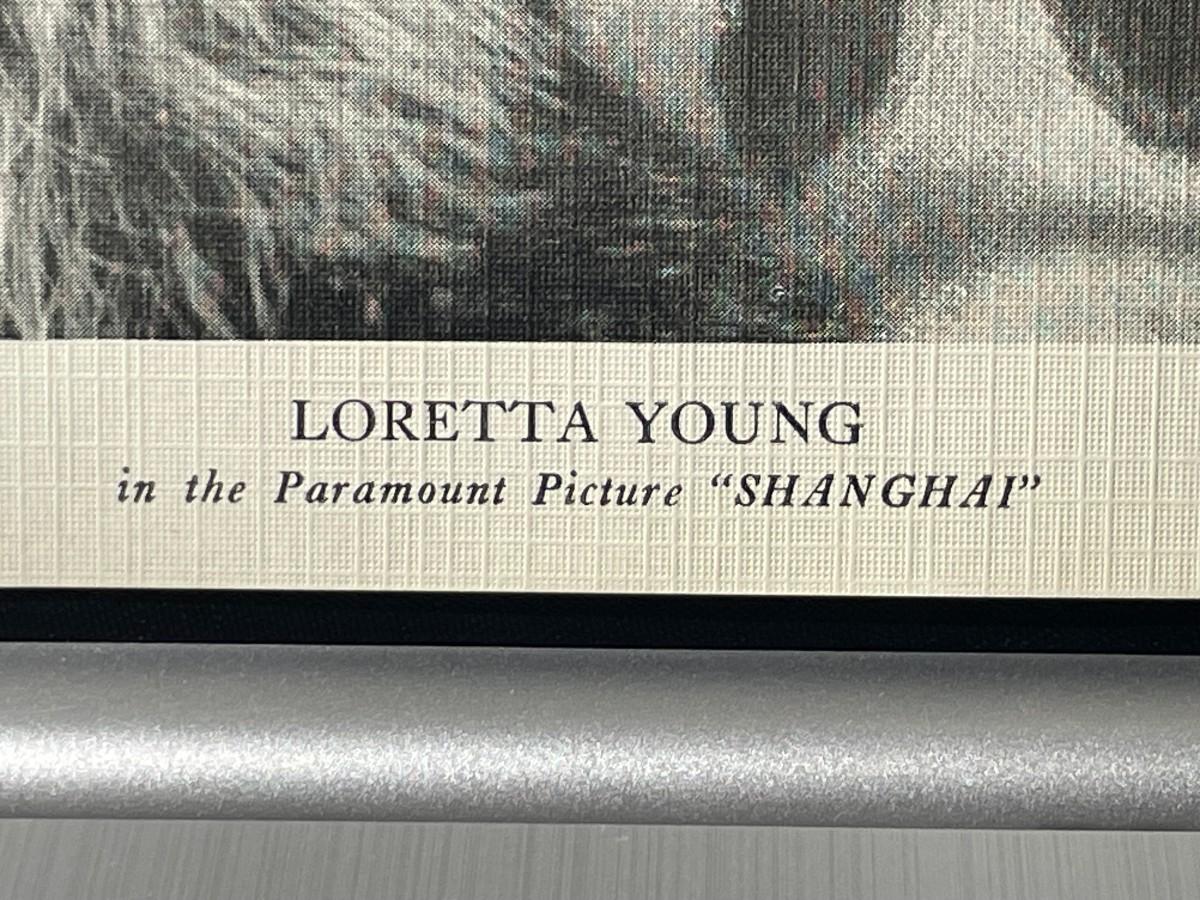 LORETTA YOUNG
in the Paramount Picture “SHANGHAI”